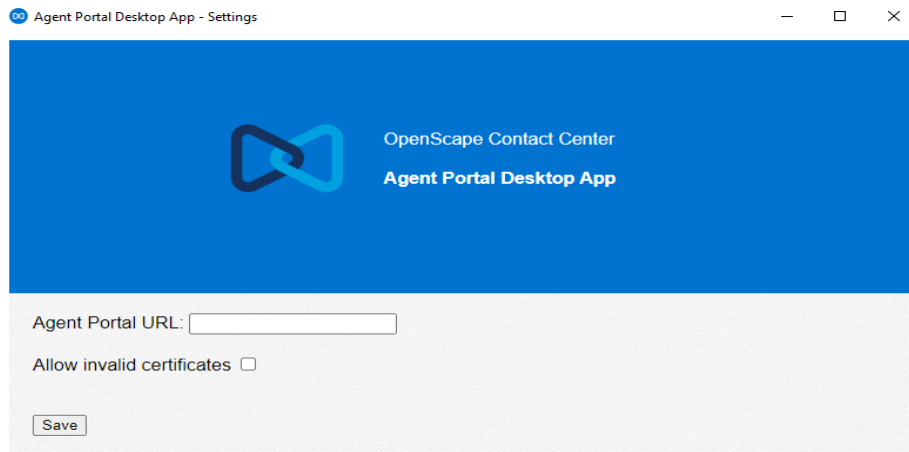 Agent Portal Desktop App - Settings
OpenScape Contact Center
Agent Portal Desktop App
Agent Portal URL:
Allow invalid certificates
Save